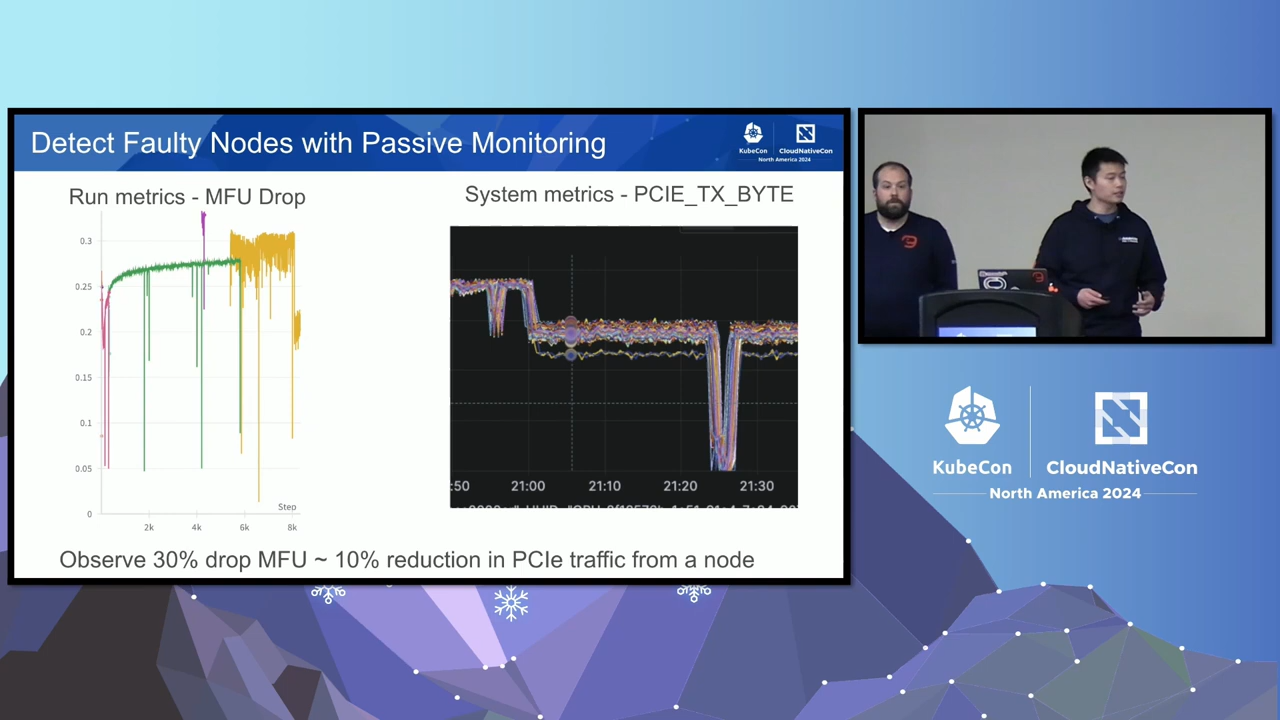 Detect Faulty Nodes with Passive Monitoring
KubeCon
CloudNativeCon
North America 2024
Run metrics - MFU Drop
System metrics - PCIE_TX_BYTE
0.3
0.25
0.2
0.15
0.1
0.05
0
Step
2k
4k
6k
8k
:50
21:00
21:10
21:20
21:30
Observe 30% drop MFU ~ 10% reduction in PCIe traffic from a node
KubeCon
CloudNativeCon
North America 2024